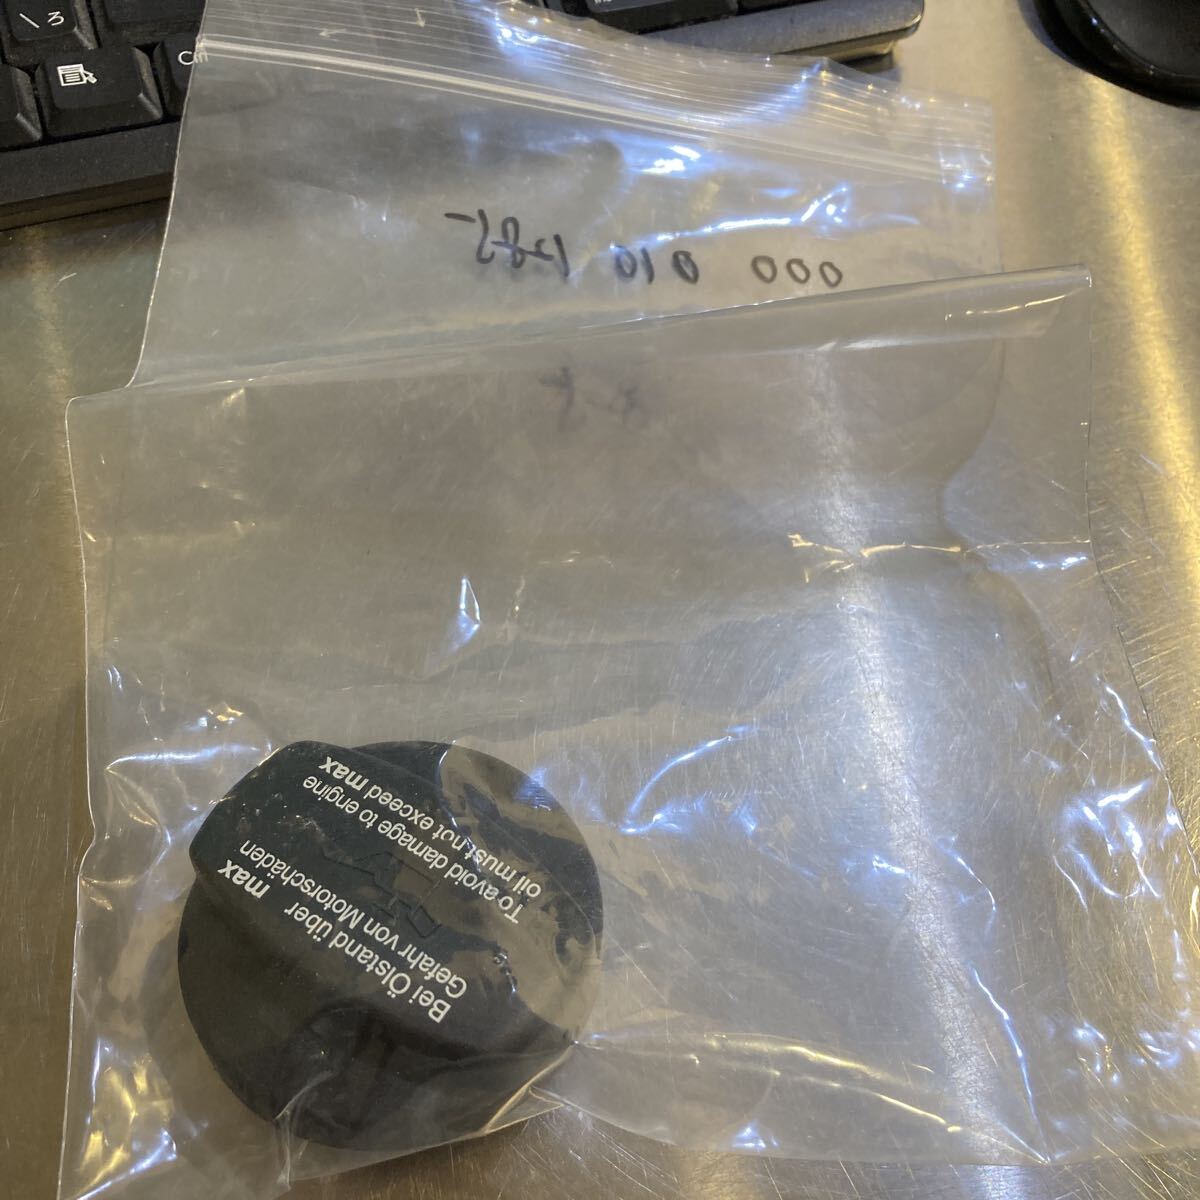 \ ろ
000 010
Bei Ölstand über max
Gefahr von Motorschäden
To avoid damage to engine
oil must not exceed max